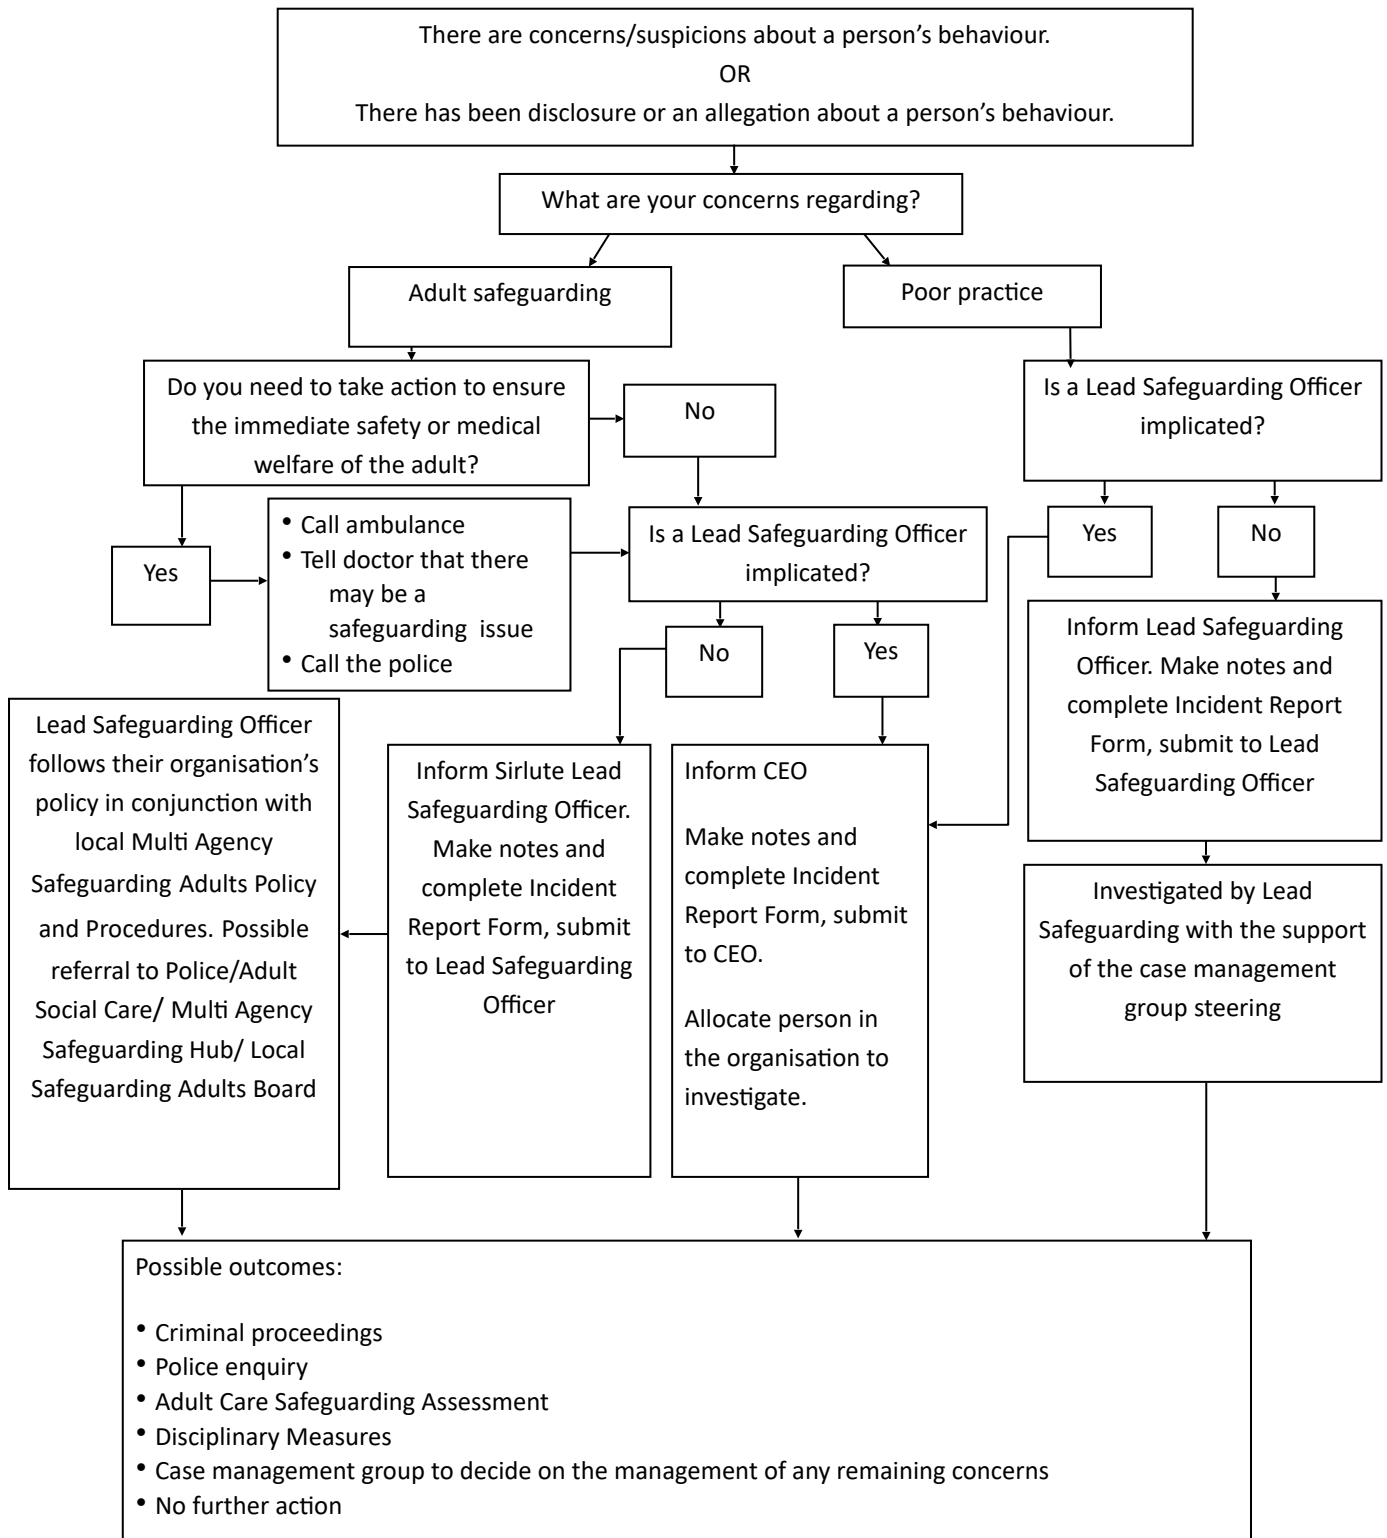 There are concerns/suspicions about a person’s behaviour.
OR
There has been disclosure or an allegation about a person’s behaviour.
What are your concerns regarding?
Adult safeguarding
Poor practice
Do you need to take action to ensure
the immediate safety or medical
welfare of the adult?
No
Is a Lead Safeguarding Officer
implicated?
Yes
• Call ambulance
• Tell doctor that there
may be a
safeguarding issue
• Call the police
Is a Lead Safeguarding Officer
implicated?
Yes
No
No
Yes
Inform Lead Safeguarding
Officer. Make notes and
complete Incident Report
Form, submit to Lead
Safeguarding Officer
Lead Safeguarding Officer
follows their organisation’s
policy in conjunction with
local Multi Agency
Safeguarding Adults Policy
and Procedures. Possible
referral to Police/Adult
Social Care/ Multi Agency
Safeguarding Hub/ Local
Safeguarding Adults Board
Inform Sirlute Lead
Safeguarding Officer.
Make notes and
complete Incident
Report Form, submit
to Lead Safeguarding
Officer
Inform CEO
Make notes and
complete Incident
Report Form, submit
to CEO.
Allocate person in
the organisation to
investigate.
Investigated by Lead
Safeguarding with the support
of the case management
group steering
Possible outcomes:
• Criminal proceedings
• Police enquiry
• Adult Care Safeguarding Assessment
• Disciplinary Measures
• Case management group to decide on the management of any remaining concerns
• No further action